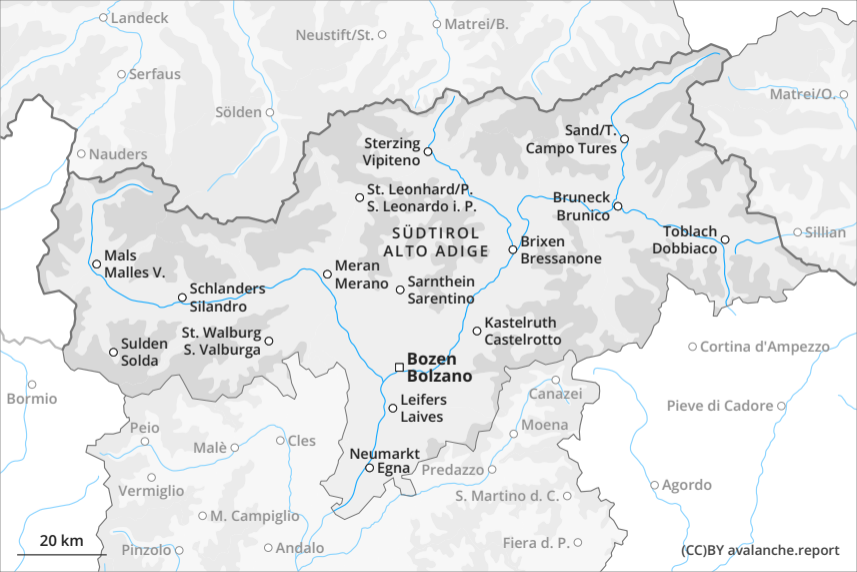 Landeck
Matrei/B.
Neustift/St.
Serfaus
Matrei/O.
Sölden
Nauders
Sand/T.
Campo Tures
Sterzing
Vipiteno
St. Leonhard/P.
S. Leonardo i. P.
Bruneck
Brunico
SÜDTIROL
ALTO ADIGE
Toblach
Dobbiaco
Sillian
Brixen
Bressanone
Mals
Malles V.
Meran
Merano
Sarnthein
Sarentino
Schlanders
Silandro
Kastelruth
Castelrotto
St. Walburg
S. Valburga
Sulden
Solda
Cortina d'Ampezzo
Bozen
Bolzano
Bormio
Canazei
Leifers
Laives
Pieve di Cadore
Peio
Moena
Cles
Malè
Neumarkt
Egna
Predazzo
Vermiglio
Agordo
S. Martino d. C.
M. Campiglio
20 km
Pinzolo
Andalo
Fiera d. P.
(CC)BY avalanche.report